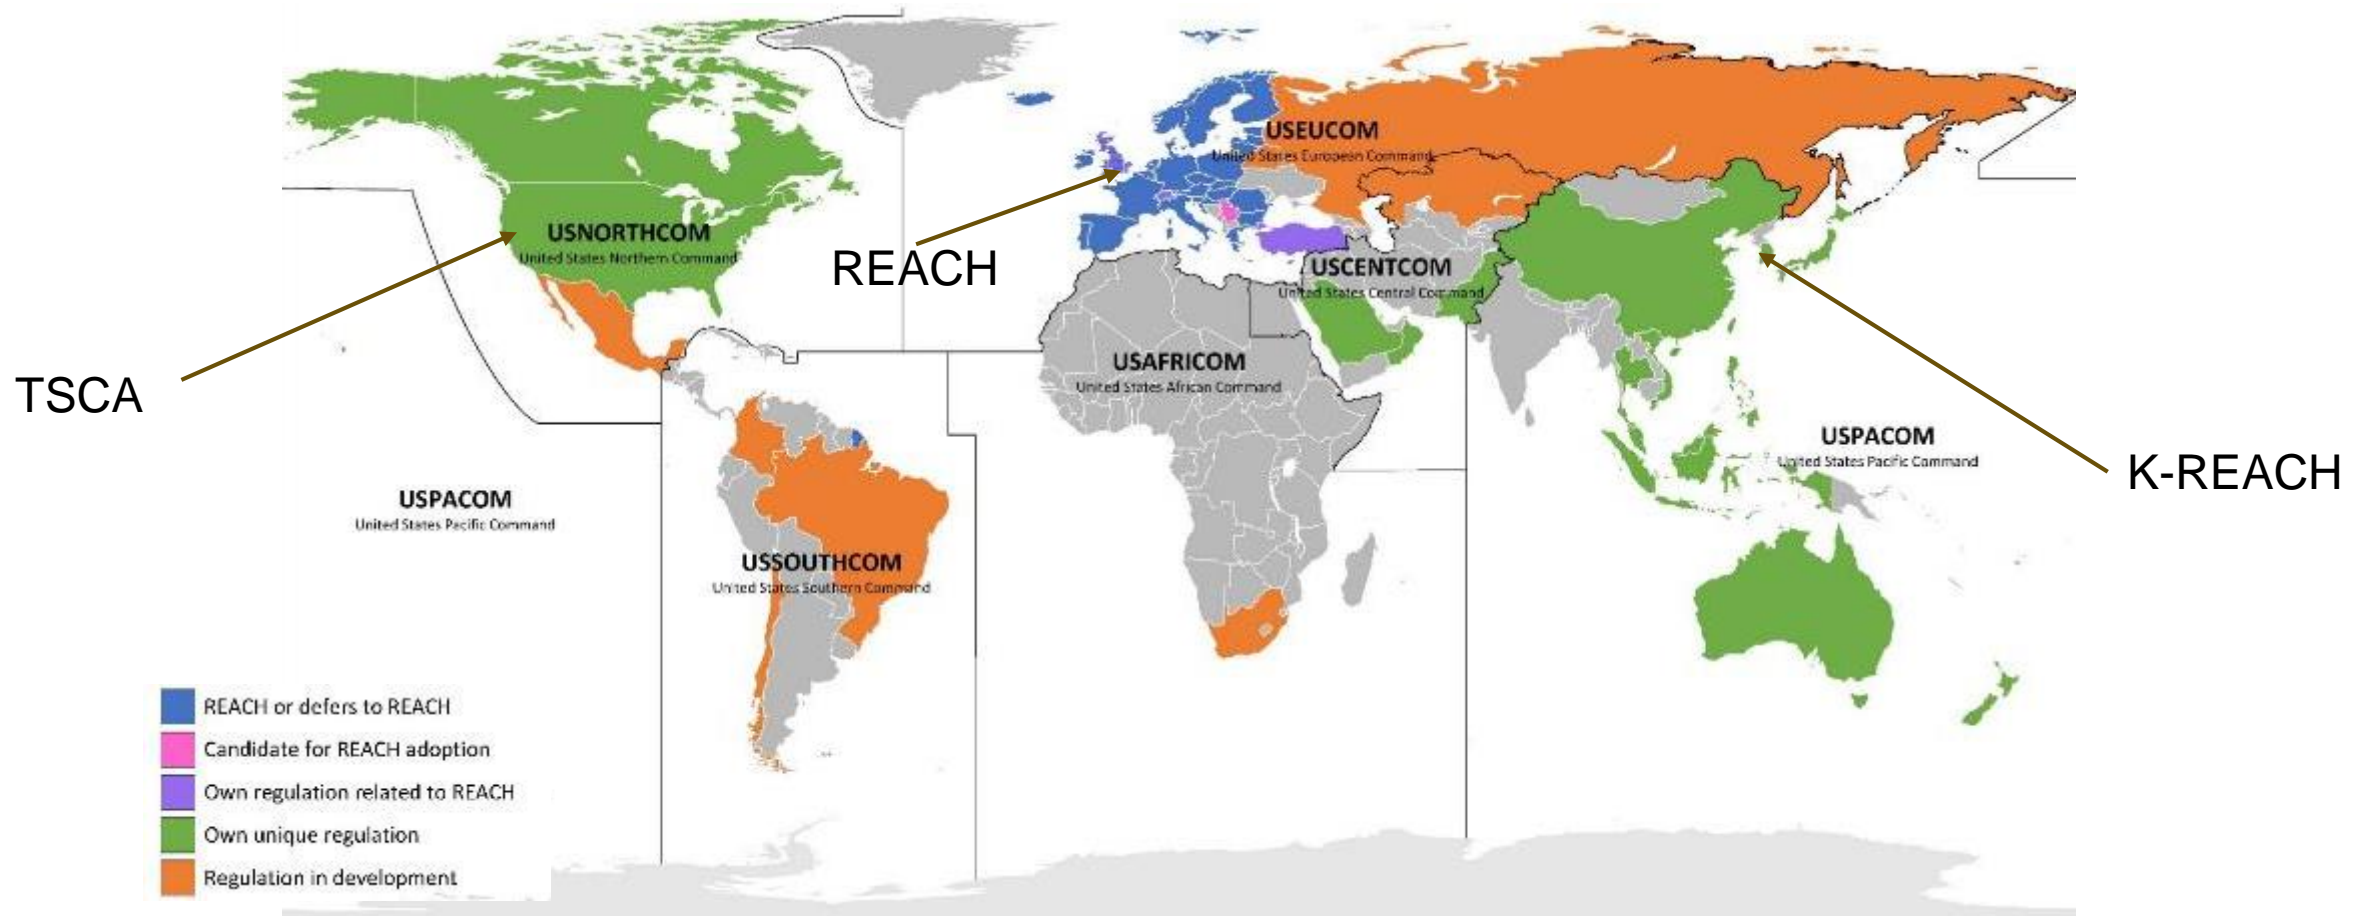 USEUCOM
United States European Command
USNORTHCOM
United States Northern Command
REACH
USCENTCOM
United States Central Command
TSCA
USAFRICOM
United States African Command
USPACOM
United States Pacific Command
K-REACH
USPACOM
United States Pacific Command
USSOUTHCOM
United States Southern Command
REACH or defers to REACH
Candidate for REACH adoption
Own regulation related to REACH
Own unique regulation
Regulation in development